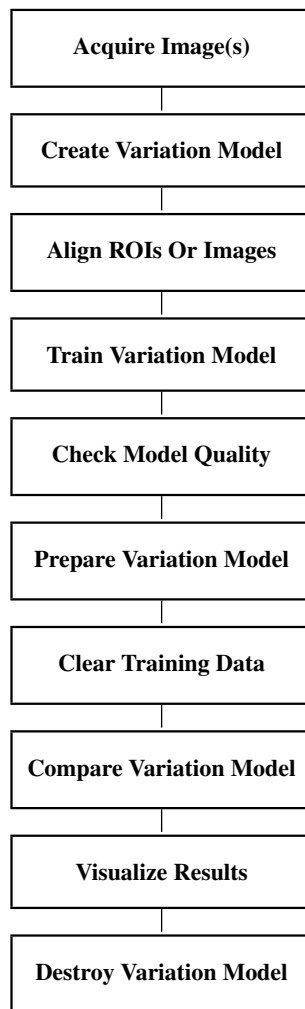 Acquire Image(s)
Create Variation Model
Align ROIs Or Images
Train Variation Model
Check Model Quality
Prepare Variation Model
Clear Training Data
Compare Variation Model
Visualize Results
Destroy Variation Model